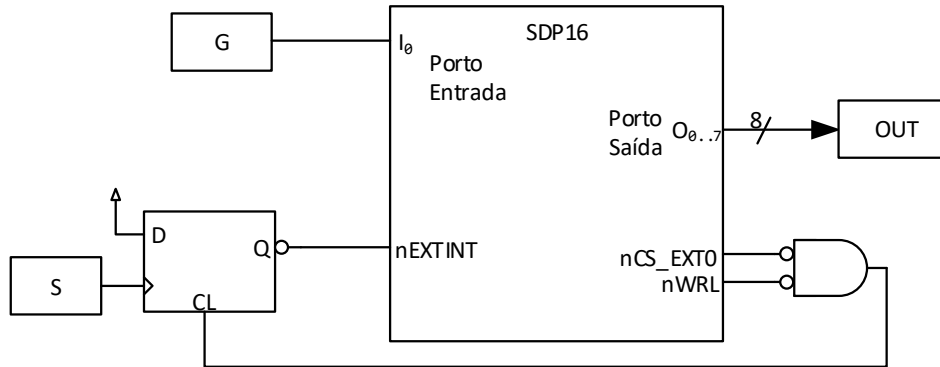 G
I₀
SDP16
Porto
Entrada
Porto
Saída
O₀..₇
8
OUT
D
Q
nEXTINT
S
CL
nCS_EXT0
nWRL